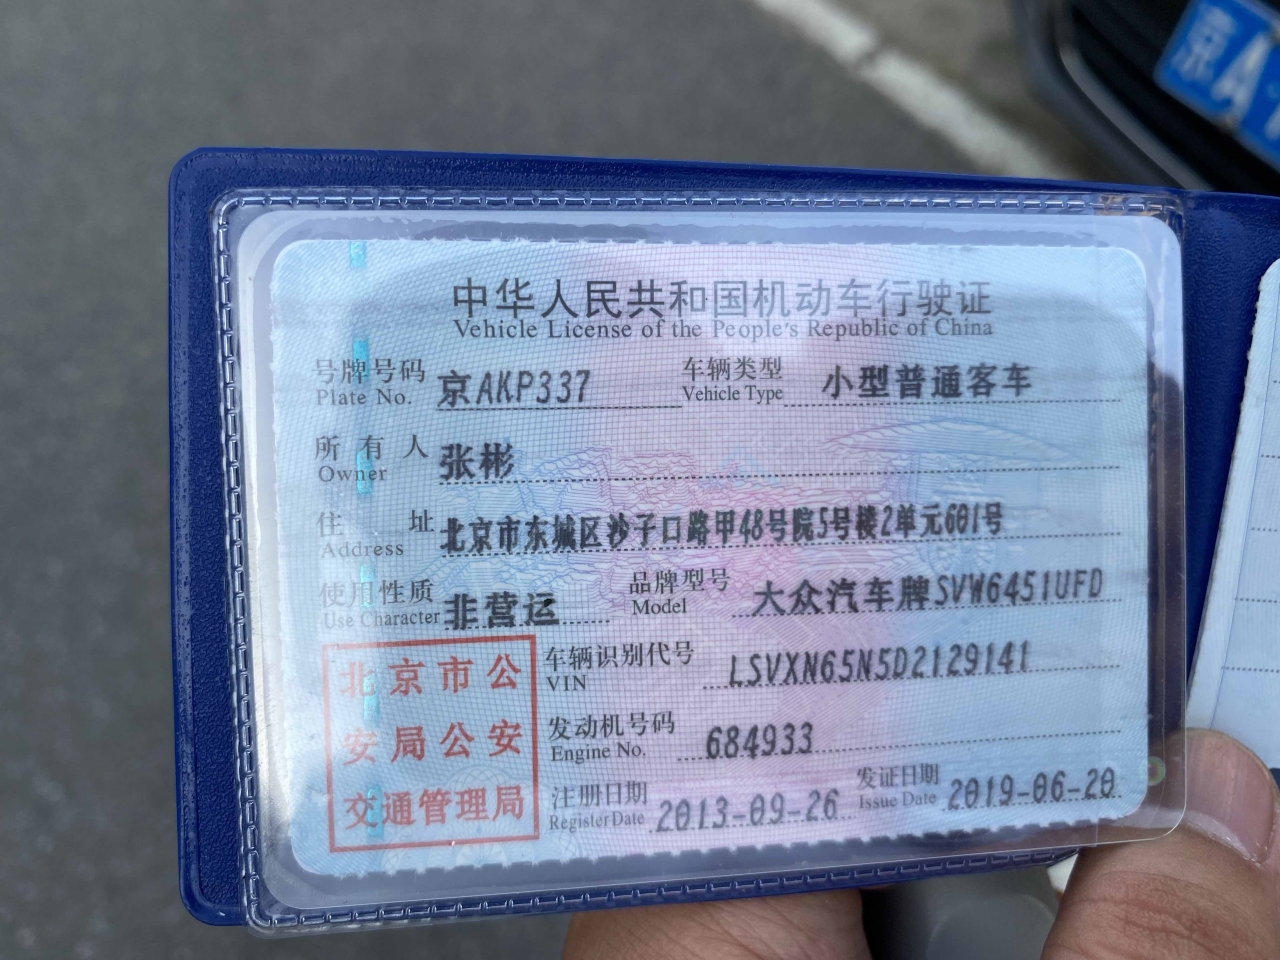 京A
中华人民共和国机动车行驶证
Vehicle License of the People's Republic of China
号牌号码 京AKP337 车辆类型 小型普通客车
Plate No. Vehicle Type
所有人 张彬
Owner
住址 北京市东城区沙子口路甲48号院5号楼2单元601号
Address
使用性质 非营运 品牌型号 大众汽车牌SVW6451UFD
Use Character Model
北京市公
安局公安
交通管理局
车辆识别代号 LSVXN65N5D2129141
VIN
发动机号码 684933
Engine No.
注册日期 2013-09-26 发证日期 2019-06-20
Register Date Issue Date